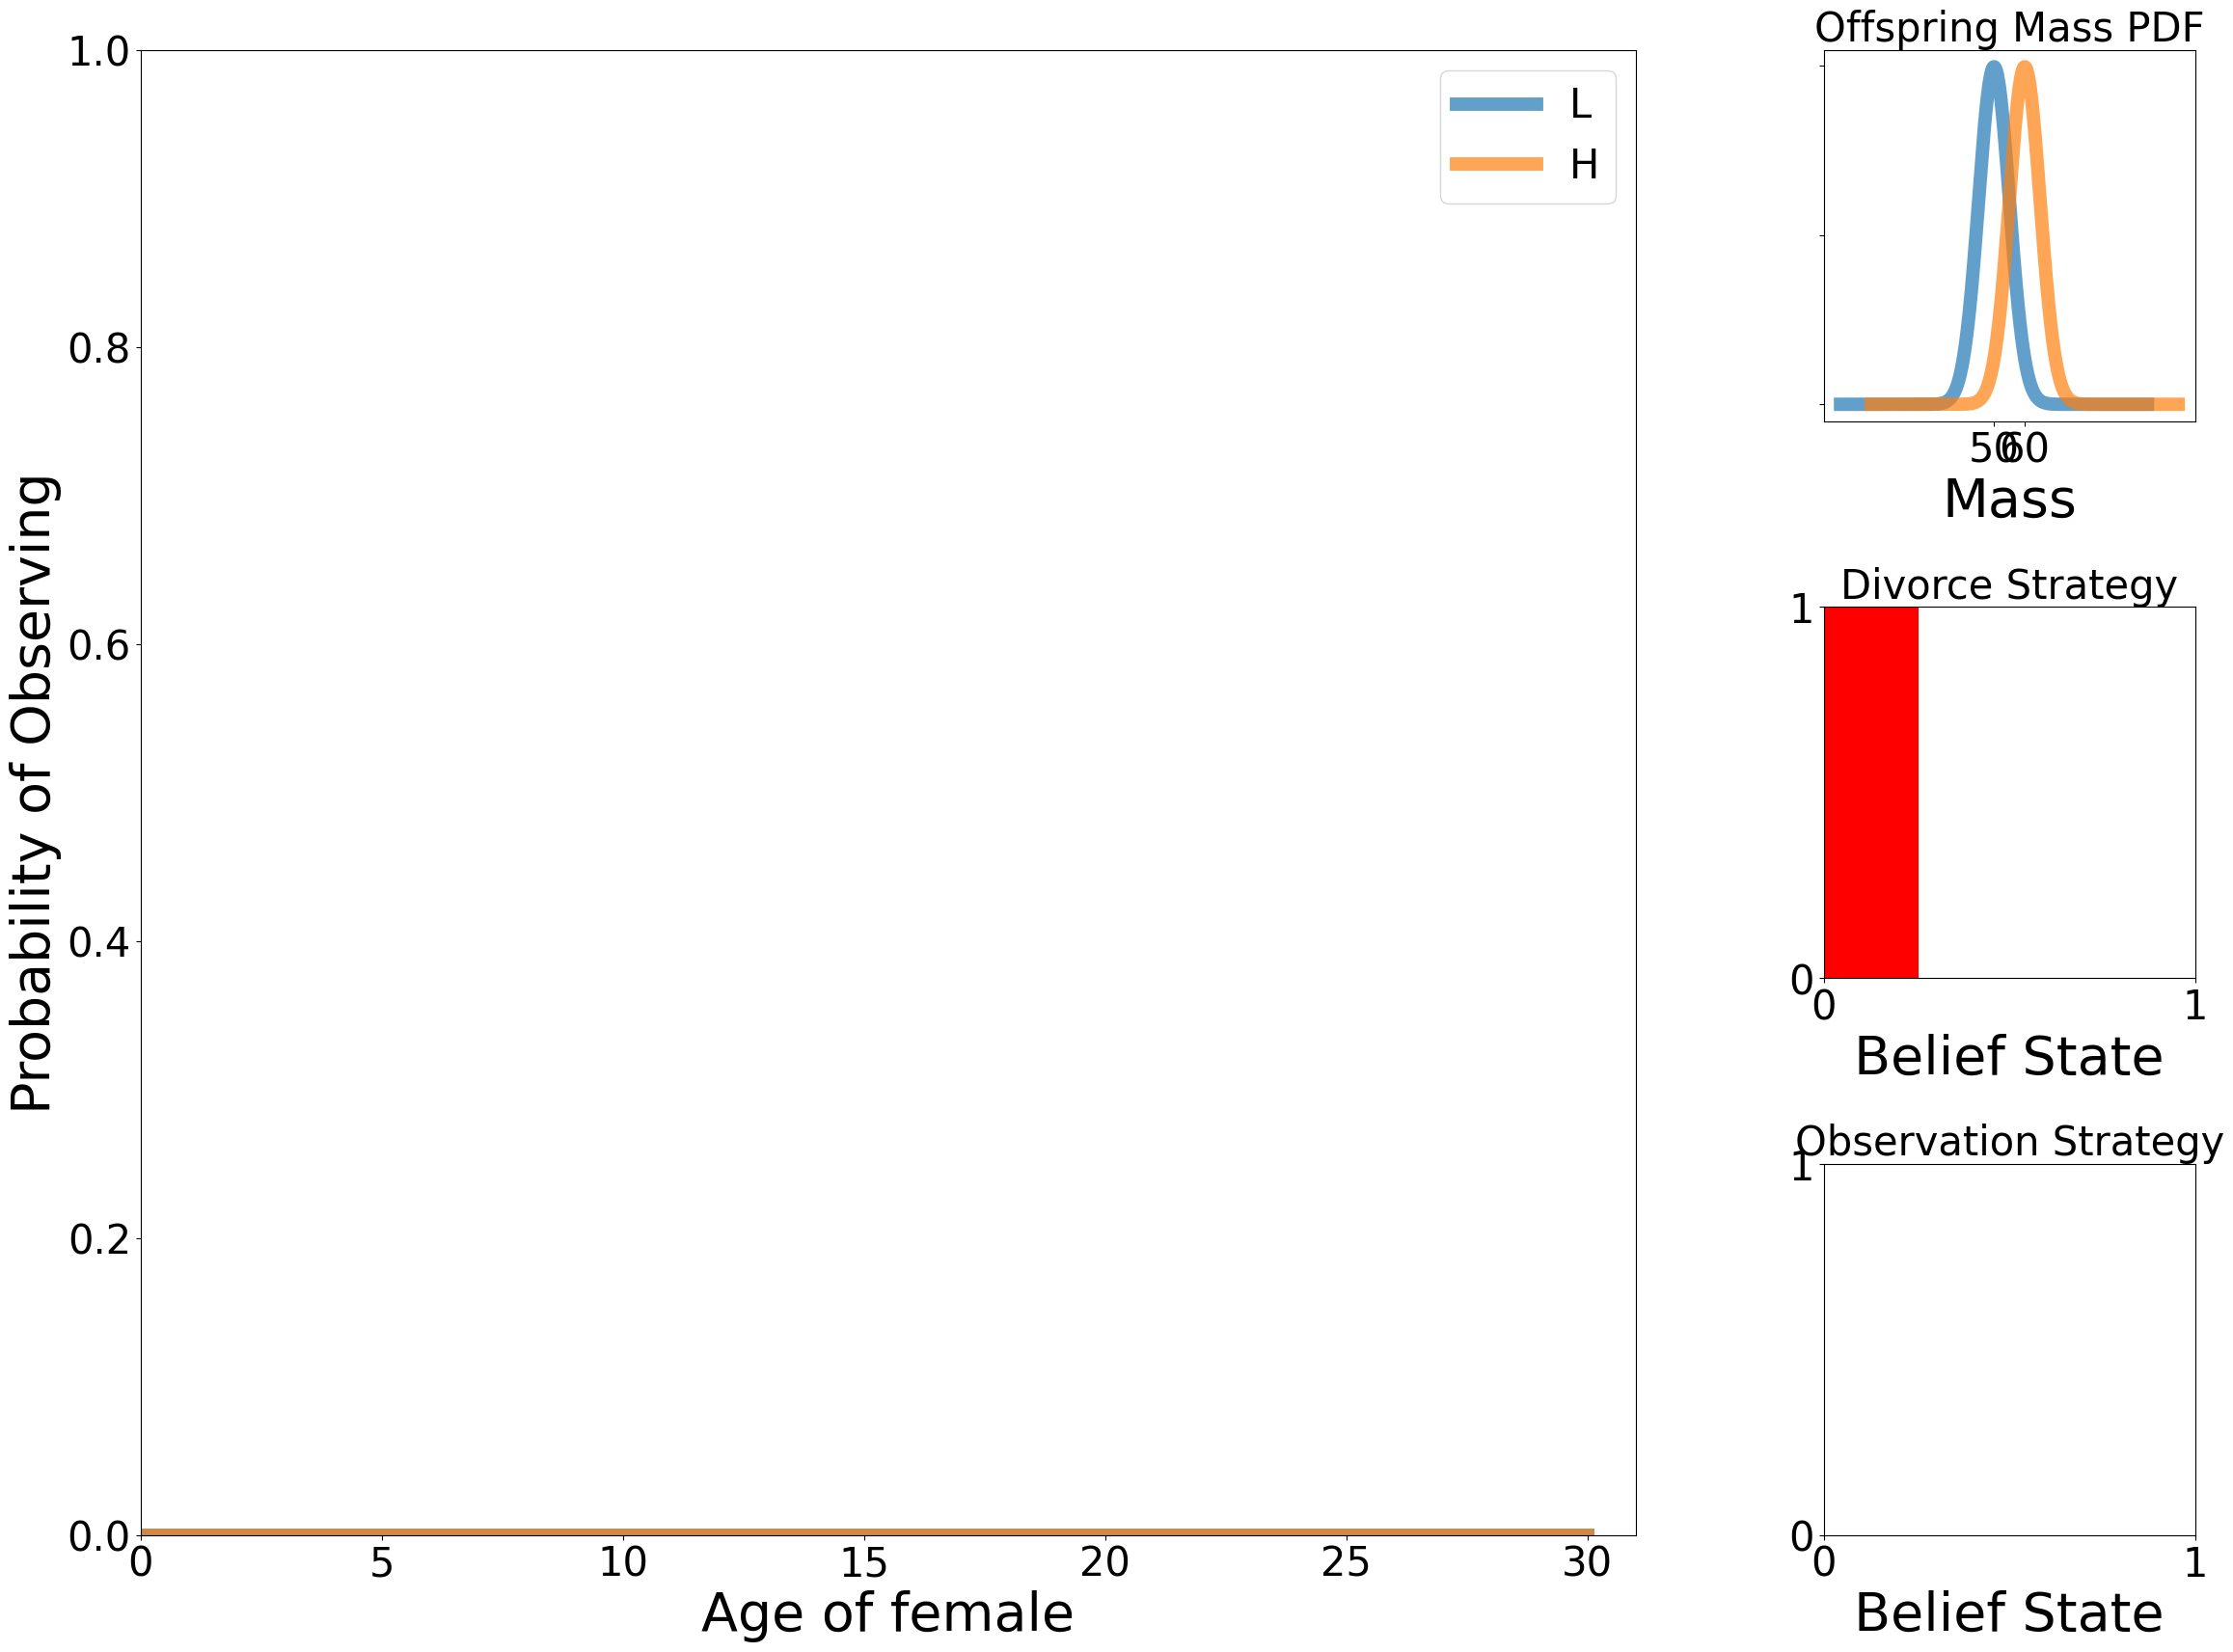 Offspring Mass PDF
1.0
0.8
0.6
0.4
0.2
0.0
0 5 10 15 20 25 30
Probability of Observing
Age of female
L
H
50 60
Mass
Divorce Strategy
1
0
0 1
Belief State
Observation Strategy
1
0
0 1
Belief State